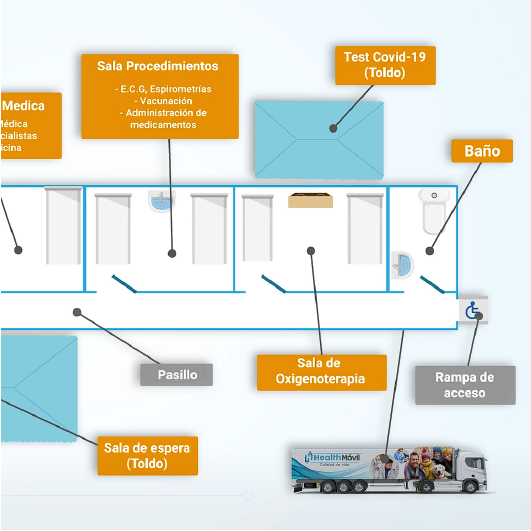 Test Covid-19
(Toldo)
Sala Procedimientos
- E.C.G, Espirometrías
- Vacunación
- Administración de
medicamentos
Medica
Médica
cialistas
icina
Baño
Pasillo
Sala de
Oxigenoterapia
Rampa de
acceso
Sala de espera
(Toldo)
HealthMóvil
Calidad de vida